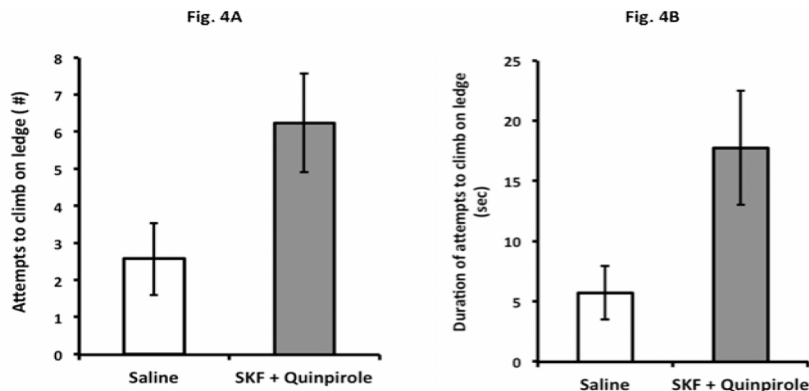 Fig. 4A
Attempts to climb on ledge ( #)
8
7
6
5
4
3
2
1
0
Saline
SKF + Quinpirole
Fig. 4B
Duration of attempts to climb on ledge
(sec)
25
20
15
10
5
0
Saline
SKF + Quinpirole